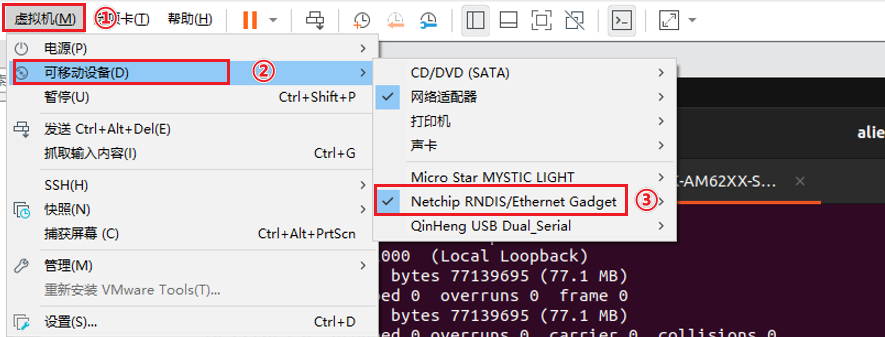 虚拟机(M) ① 项卡(T) 帮助(H)
电源(P)
可移动设备(D) ②
暂停(U) Ctrl+Shift+P
发送 Ctrl+Alt+Del(E)
抓取输入内容(I) Ctrl+G
SSH(H)
快照(N)
捕获屏幕 (C) Ctrl+Alt+PrtScn
管理(M)
重新安装 VMware Tools(T)...
设置(S)... Ctrl+D
CD/DVD (SATA)
网络适配器
打印机
声卡
Micro Star MYSTIC LIGHT
Netchip RNDIS/Ethernet Gadget ③
QinHeng USB Dual_Serial
alie
K-AM62XX-S... ×
1000 (Local Loopback)
bytes 77139695 (77.1 MB)
ped 0 overruns 0 frame 0
bytes 77139695 (77.1 MB)
ped 0 overruns 0 carrier 0 collisions 0